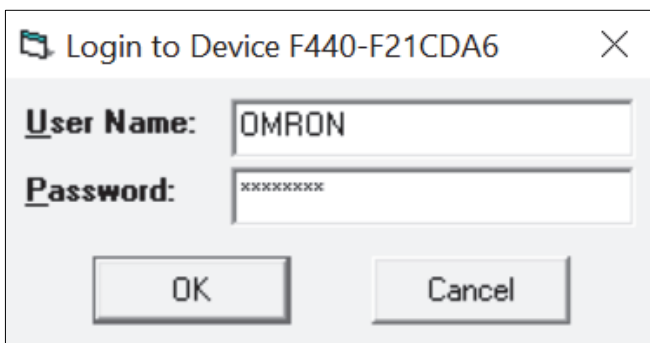 Login to Device F440-F21CDA6
User Name: OMRON
Password: ********
OK Cancel